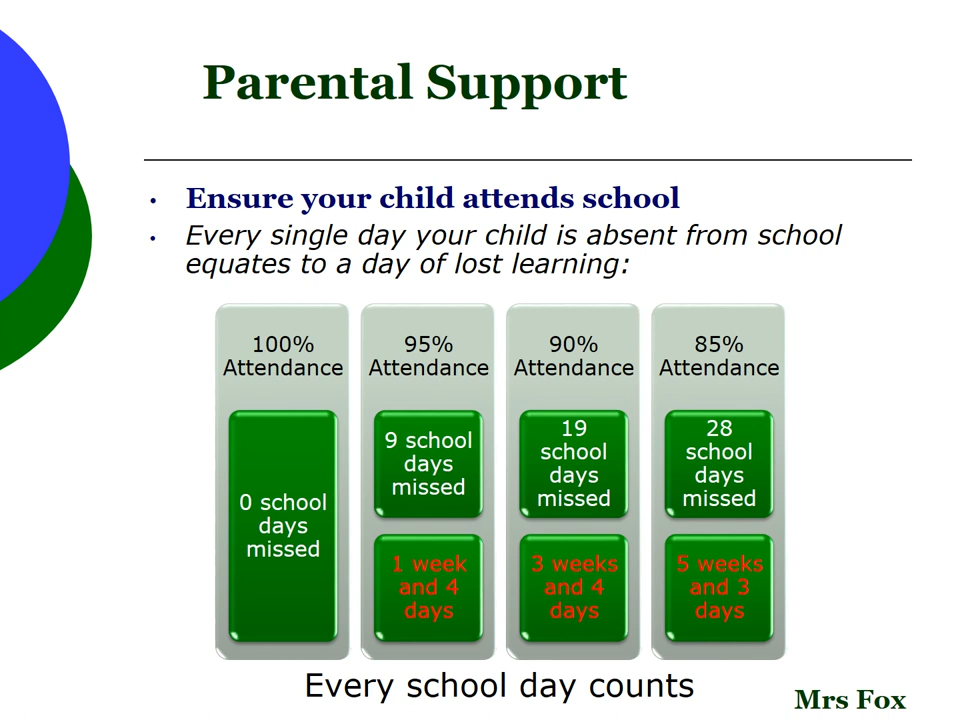 Parental Support
• Ensure your child attends school
• Every single day your child is absent from school
equates to a day of lost learning:
100%
Attendance
0 school
days
missed
95%
Attendance
9 school
days
missed
1 week
and 4
days
90%
Attendance
19
school
days
missed
3 weeks
and 4
days
85%
Attendance
28
school
days
missed
5 weeks
and 3
days
Every school day counts
Mrs Fox